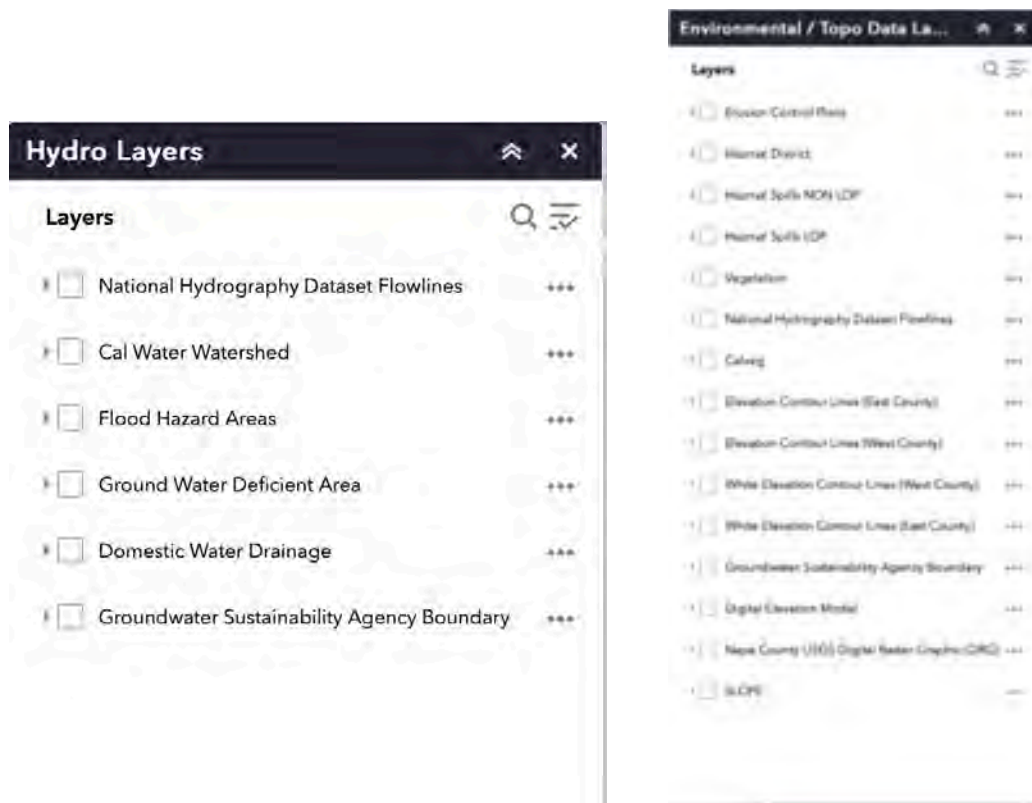 Hydro Layers
Layers
National Hydrography Dataset Flowlines
Cal Water Watershed
Flood Hazard Areas
Ground Water Deficient Area
Domestic Water Drainage
Groundwater Sustainability Agency Boundary
Environmental / Topo Data La...
Layers
Erosion Control Plans
Hazmat District
Hazmat Spills NON LOP
Hazmat Spills LOP
Vegetation
National Hydrography Dataset Flowlines
Calveg
Elevation Contour Lines (East County)
Elevation Contour Lines (West County)
White Elevation Contour Lines (West County)
White Elevation Contour Lines (East County)
Groundwater Sustainability Agency Boundary
Digital Elevation Model
Napa County USGS Digital Raster Graphic (DRG)
SLOPE